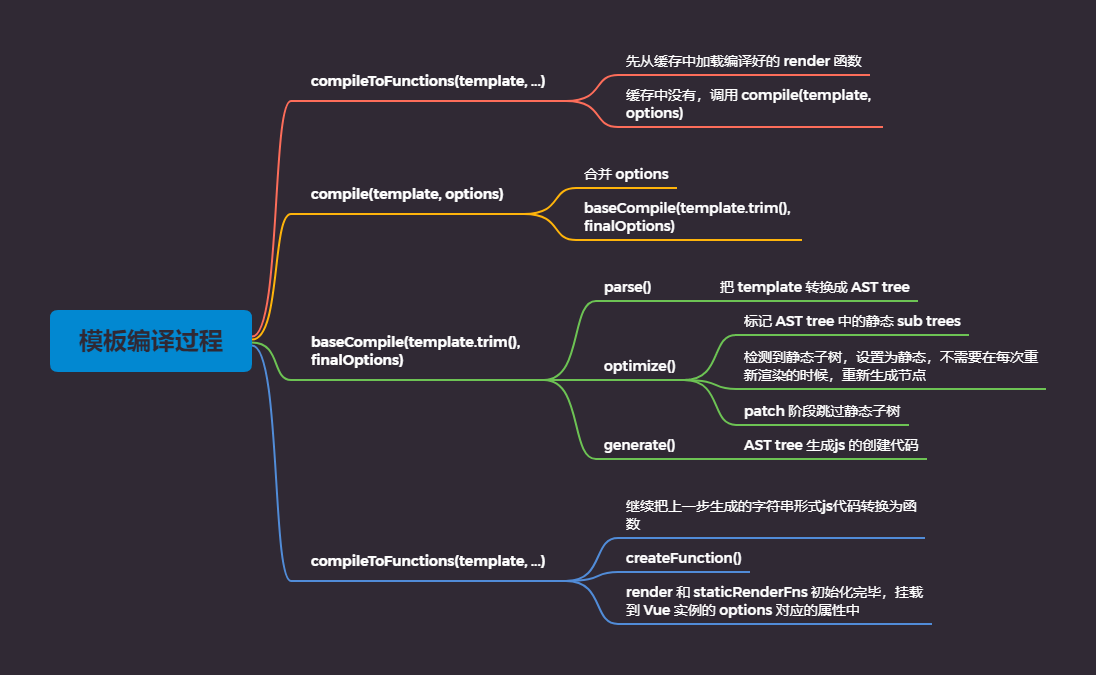 模板编译过程
compileToFunctions(template, ...)
先从缓存中加载编译好的 render 函数
缓存中没有，调用 compile(template,
options)
compile(template, options)
合并 options
baseCompile(template.trim(),
finalOptions)
baseCompile(template.trim(),
finalOptions)
parse()
把 template 转换成 AST tree
optimize()
标记 AST tree 中的静态 sub trees
检测到静态子树，设置为静态，不需要在每次重
新渲染的时候，重新生成节点
patch 阶段跳过静态子树
generate()
AST tree 生成js 的创建代码
compileToFunctions(template, ...)
继续把上一步生成的字符串形式js代码转换为函
数
createFunction()
render 和 staticRenderFns 初始化完毕，挂载
到 Vue 实例的 options 对应的属性中